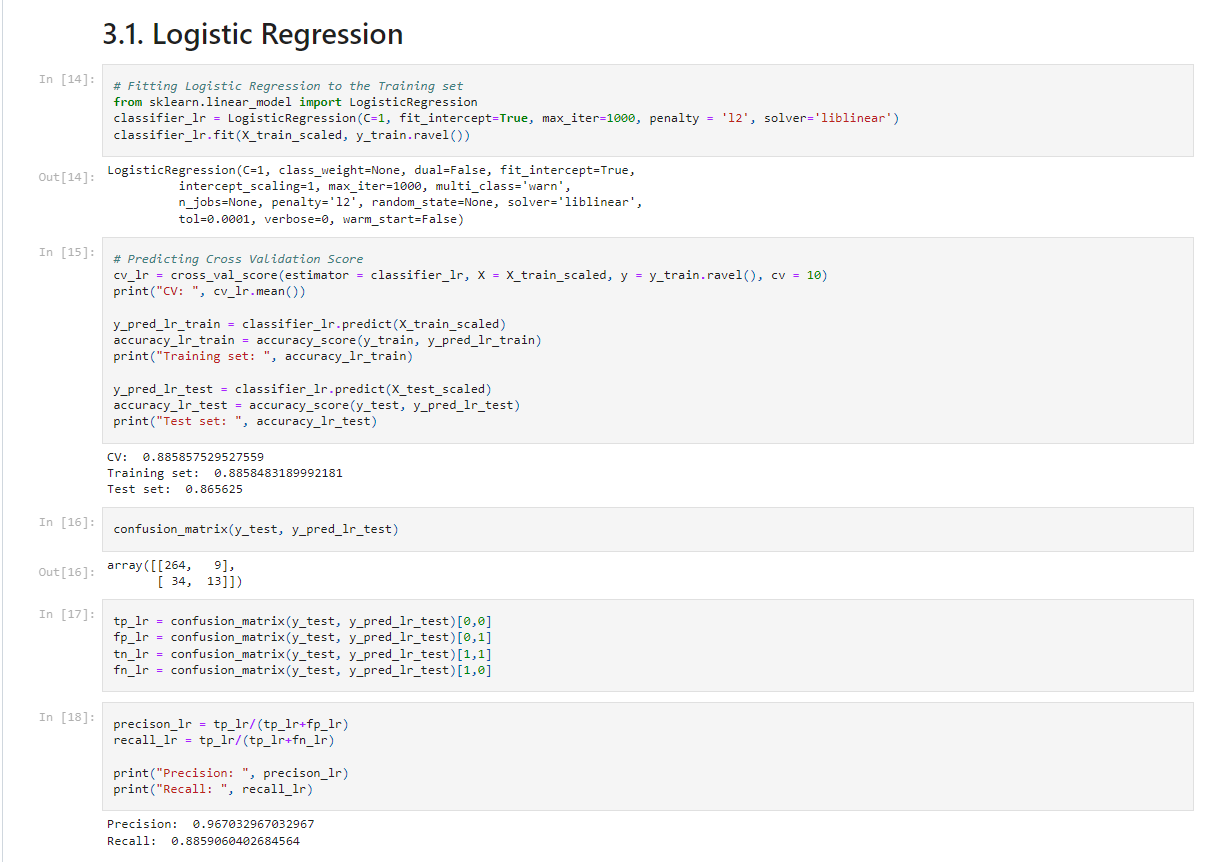 3.1. Logistic Regression
In [14]:
# Fitting Logistic Regression to the Training set
from sklearn.linear_model import LogisticRegression
classifier_lr = LogisticRegression(C=1, fit_intercept=True, max_iter=1000, penalty = 'l2', solver='liblinear')
classifier_lr.fit(X_train_scaled, y_train.ravel())
Out[14]:
LogisticRegression(C=1, class_weight=None, dual=False, fit_intercept=True,
intercept_scaling=1, max_iter=1000, multi_class='warn',
n_jobs=None, penalty='l2', random_state=None, solver='liblinear',
tol=0.0001, verbose=0, warm_start=False)
In [15]:
# Predicting Cross Validation Score
cv_lr = cross_val_score(estimator = classifier_lr, X = X_train_scaled, y = y_train.ravel(), cv = 10)
print("CV: ", cv_lr.mean())
y_pred_lr_train = classifier_lr.predict(X_train_scaled)
accuracy_lr_train = accuracy_score(y_train, y_pred_lr_train)
print("Training set: ", accuracy_lr_train)
y_pred_lr_test = classifier_lr.predict(X_test_scaled)
accuracy_lr_test = accuracy_score(y_test, y_pred_lr_test)
print("Test set: ", accuracy_lr_test)
CV:  0.885857529527559
Training set:  0.8858483189992181
Test set:  0.865625
In [16]:
confusion_matrix(y_test, y_pred_lr_test)
Out[16]:
array([[264,   9],
[ 34,  13]])
In [17]:
tp_lr = confusion_matrix(y_test, y_pred_lr_test)[0,0]
fp_lr = confusion_matrix(y_test, y_pred_lr_test)[0,1]
tn_lr = confusion_matrix(y_test, y_pred_lr_test)[1,1]
fn_lr = confusion_matrix(y_test, y_pred_lr_test)[1,0]
In [18]:
precison_lr = tp_lr/(tp_lr+fp_lr)
recall_lr = tp_lr/(tp_lr+fn_lr)
print("Precision: ", precison_lr)
print("Recall: ", recall_lr)
Precision:  0.967032967032967
Recall:  0.8859060402684564